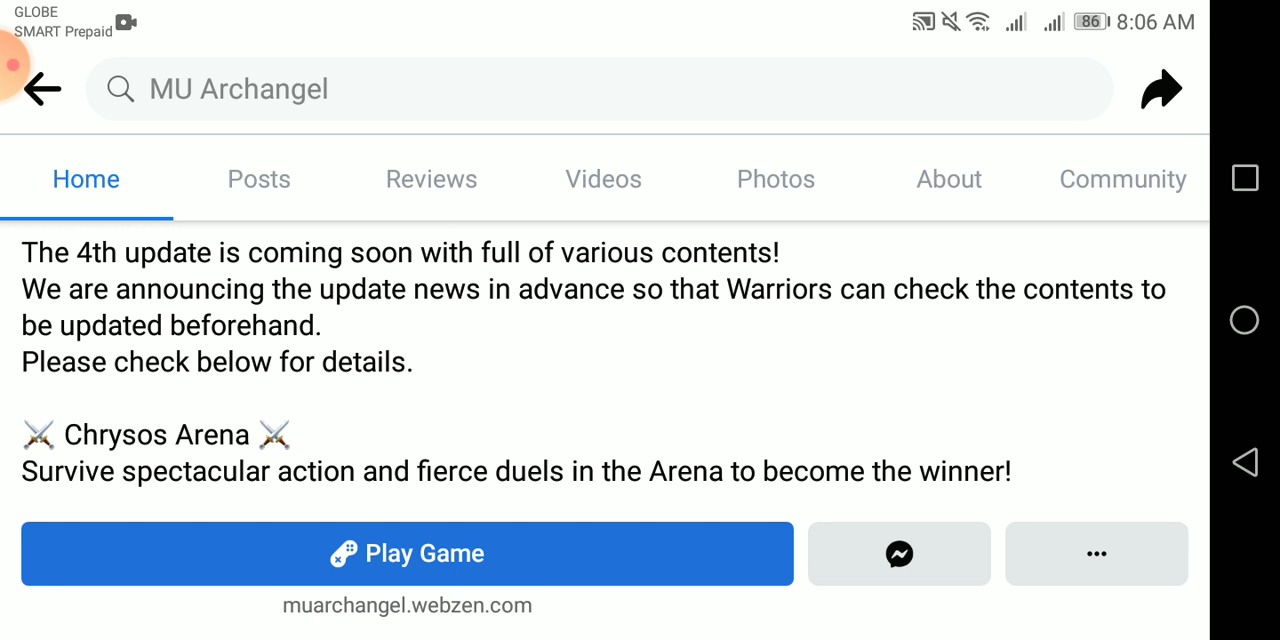 GLOBE
SMART Prepaid
86 8:06 AM
MU Archangel
Home Posts Reviews Videos Photos About Community
The 4th update is coming soon with full of various contents!
We are announcing the update news in advance so that Warriors can check the contents to
be updated beforehand.
Please check below for details.
⚔️ Chrysos Arena ⚔️
Survive spectacular action and fierce duels in the Arena to become the winner!
Play Game
muarchangel.webzen.com